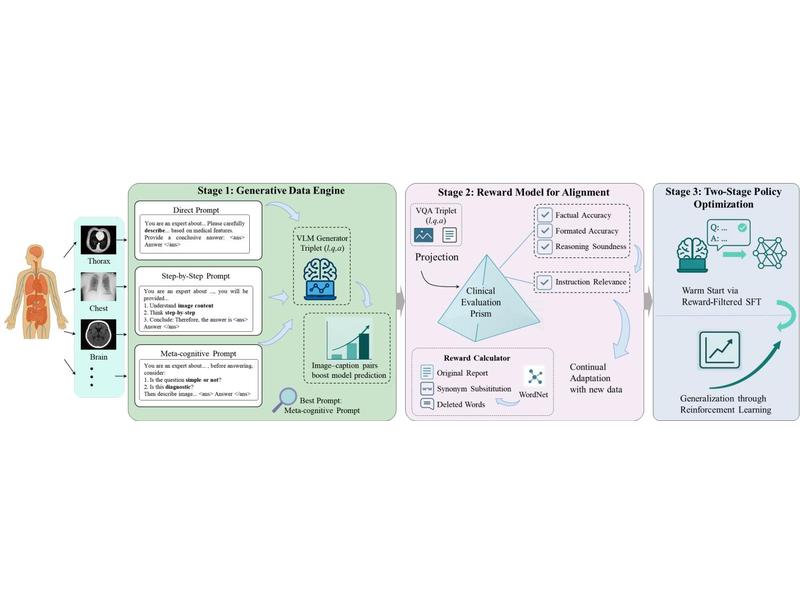 Thorax
Chest
Brain
Stage 1: Generative Data Engine
Direct Prompt
You are an expert about... Please carefully
describe... based on medical features.
Provide a conclusive answer: <ans>
Answer </ans>
Step-by-Step Prompt
You are an expert about ..., you will be
provided...
1. Understand image content
2. Think step-by-step
3. Conclude: Therefore, the answer is <ans>
Answer </ans>
Meta-cognitive Prompt
You are an expert about... , before answering,
consider:
1. Is the question simple or not?
2. Is this diagnostic?
Then describe image... <ans> Answer </ans>
VLM Generator
Triplet (I,q,a)
Image–caption pairs
boost model prediction
Best Prompt:
Meta-cognitive Prompt
Stage 2: Reward Model for Alignment
VQA Triplet
(I,q,a)
Projection
Clinical
Evaluation
Prism
Factual Accuracy
Formated Accuracy
Reasoning Soundness
Instruction Relevance
Reward Calculator
Original Report
Synonym Subsititution
Deleted Words
WordNet
Continual
Adaptation
with new data
Stage 3: Two-Stage Policy
Optimization
Q: ...
A: ...
Warm Start via
Reward-Filtered SFT
Generalization through
Reinforcement Learning